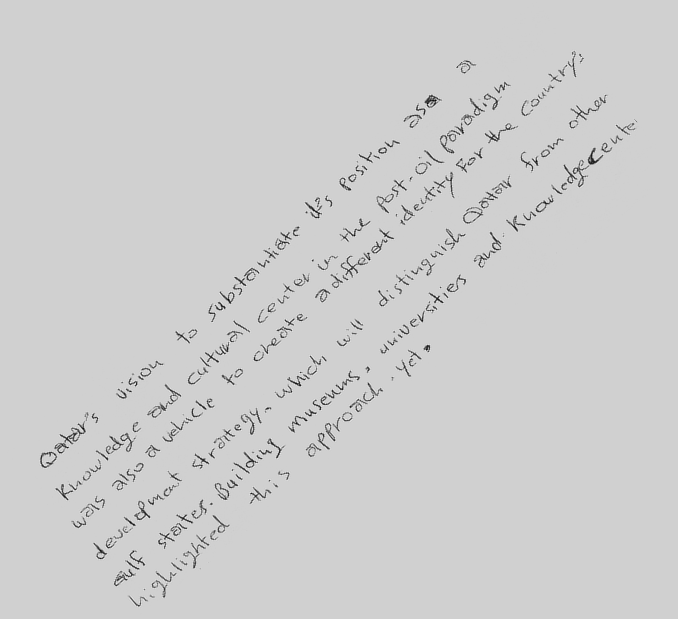 Qatar's vision to substantiate it's position as a
Knowledge and cultural center in the post-oil paradigm
was also a vehicle to create a different identity for the country's
development strategy, which will distinguish Qatar from other
Gulf states. Building museums, universities and Knowledge cente
highlighted this approach, yet.